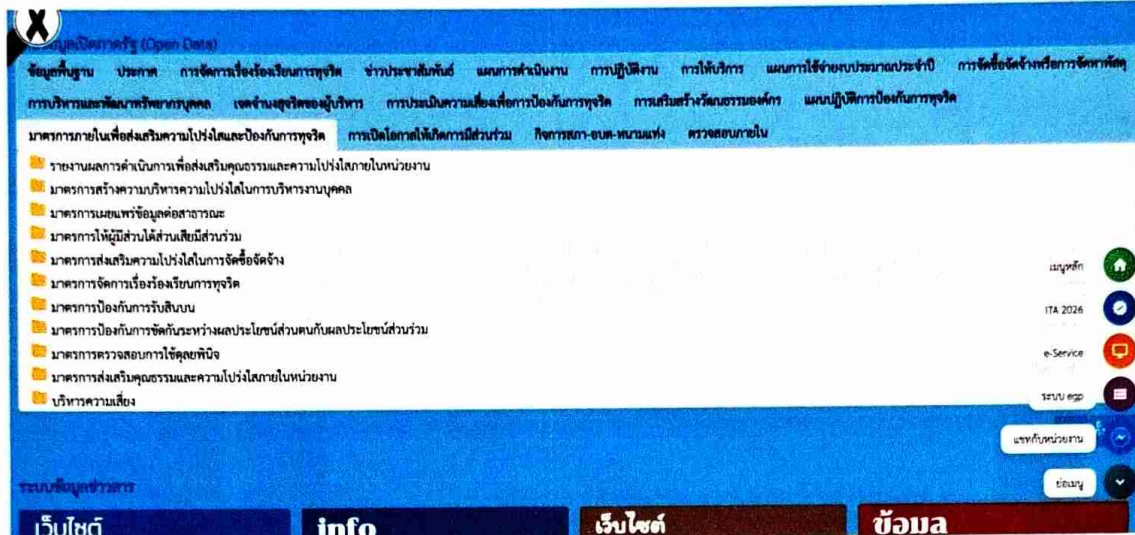 ข้อมูลเปิดภาครัฐ (Open Data)
ข้อมูลพื้นฐาน ประกาศ การจัดการเรื่องร้องเรียนการทุจริต ข่าวประชาสัมพันธ์ แผนการดำเนินงาน การปฏิบัติงาน การให้บริการ แผนการใช้จ่ายงบประมาณประจำปี การจัดซื้อจัดจ้างหรือการจัดหาพัสดุ
การบริหารและพัฒนาทรัพยากรบุคคล เจตจำนงสุจริตของผู้บริหาร การประเมินความเสี่ยงเพื่อการป้องกันการทุจริต การเสริมสร้างวัฒนธรรมองค์กร แผนปฏิบัติการป้องกันการทุจริต
มาตรการภายในเพื่อส่งเสริมความโปร่งใสและป้องกันการทุจริต การเปิดโอกาสให้เกิดการมีส่วนร่วม กิจการสภา-อบต-หนามแท่ง ตรวจสอบภายใน
รายงานผลการดำเนินการเพื่อส่งเสริมคุณธรรมและความโปร่งใสภายในหน่วยงาน
มาตรการสร้างความบริหารความโปร่งใสในการบริหารงานบุคคล
มาตรการเผยแพร่ข้อมูลต่อสาธารณะ
มาตรการให้ผู้มีส่วนได้ส่วนเสียมีส่วนร่วม
มาตรการส่งเสริมความโปร่งใสในการจัดซื้อจัดจ้าง
มาตรการจัดการเรื่องร้องเรียนการทุจริต
มาตรการป้องกันการรับสินบน
มาตรการป้องกันการขัดกันระหว่างผลประโยชน์ส่วนตนกับผลประโยชน์ส่วนร่วม
มาตรการตรวจสอบการใช้ดุลยพินิจ
มาตรการส่งเสริมคุณธรรมและความโปร่งใสภายในหน่วยงาน
บริหารความเสี่ยง
เมนูหลัก
ITA 2026
e-Service
ระบบ egp
แชทกับหน่วยงาน
ย่อเมนู
ระบบข้อมูลข่าวสาร
เว็บไซต์ info เว็บไซต์ ข้อมูล